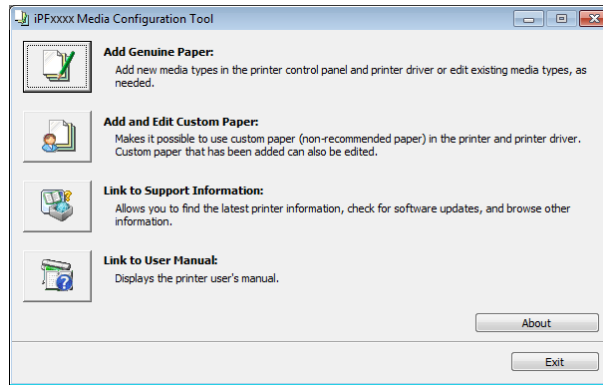 iPFxxxx Media Configuration Tool
Add Genuine Paper:
Add new media types in the printer control panel and printer driver or edit existing media types, as
needed.
Add and Edit Custom Paper:
Makes it possible to use custom paper (non-recommended paper) in the printer and printer driver.
Custom paper that has been added can also be edited.
Link to Support Information:
Allows you to find the latest printer information, check for software updates, and browse other
information.
Link to User Manual:
Displays the printer user's manual.
About
Exit